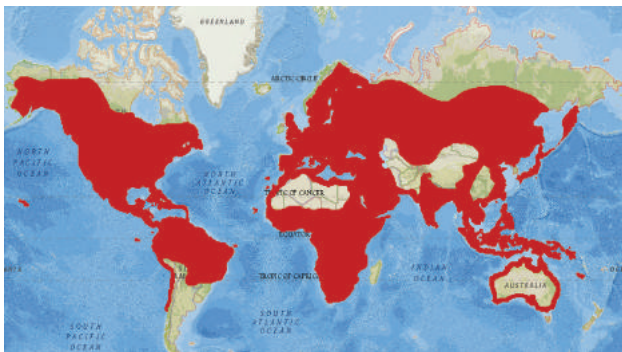 GREENLAND
ARCTIC CIRCLE
NORTH
PACIFIC
OCEAN
NORTH
ATLANTIC
OCEAN
TROPIC OF CANCER
EQUATOR
TROPIC OF CAPRIC
INDIAN
OCEAN
AUSTRALIA
SOUTH
PACIFIC
OCEAN
SOUTH
ATLANTIC
OCEAN